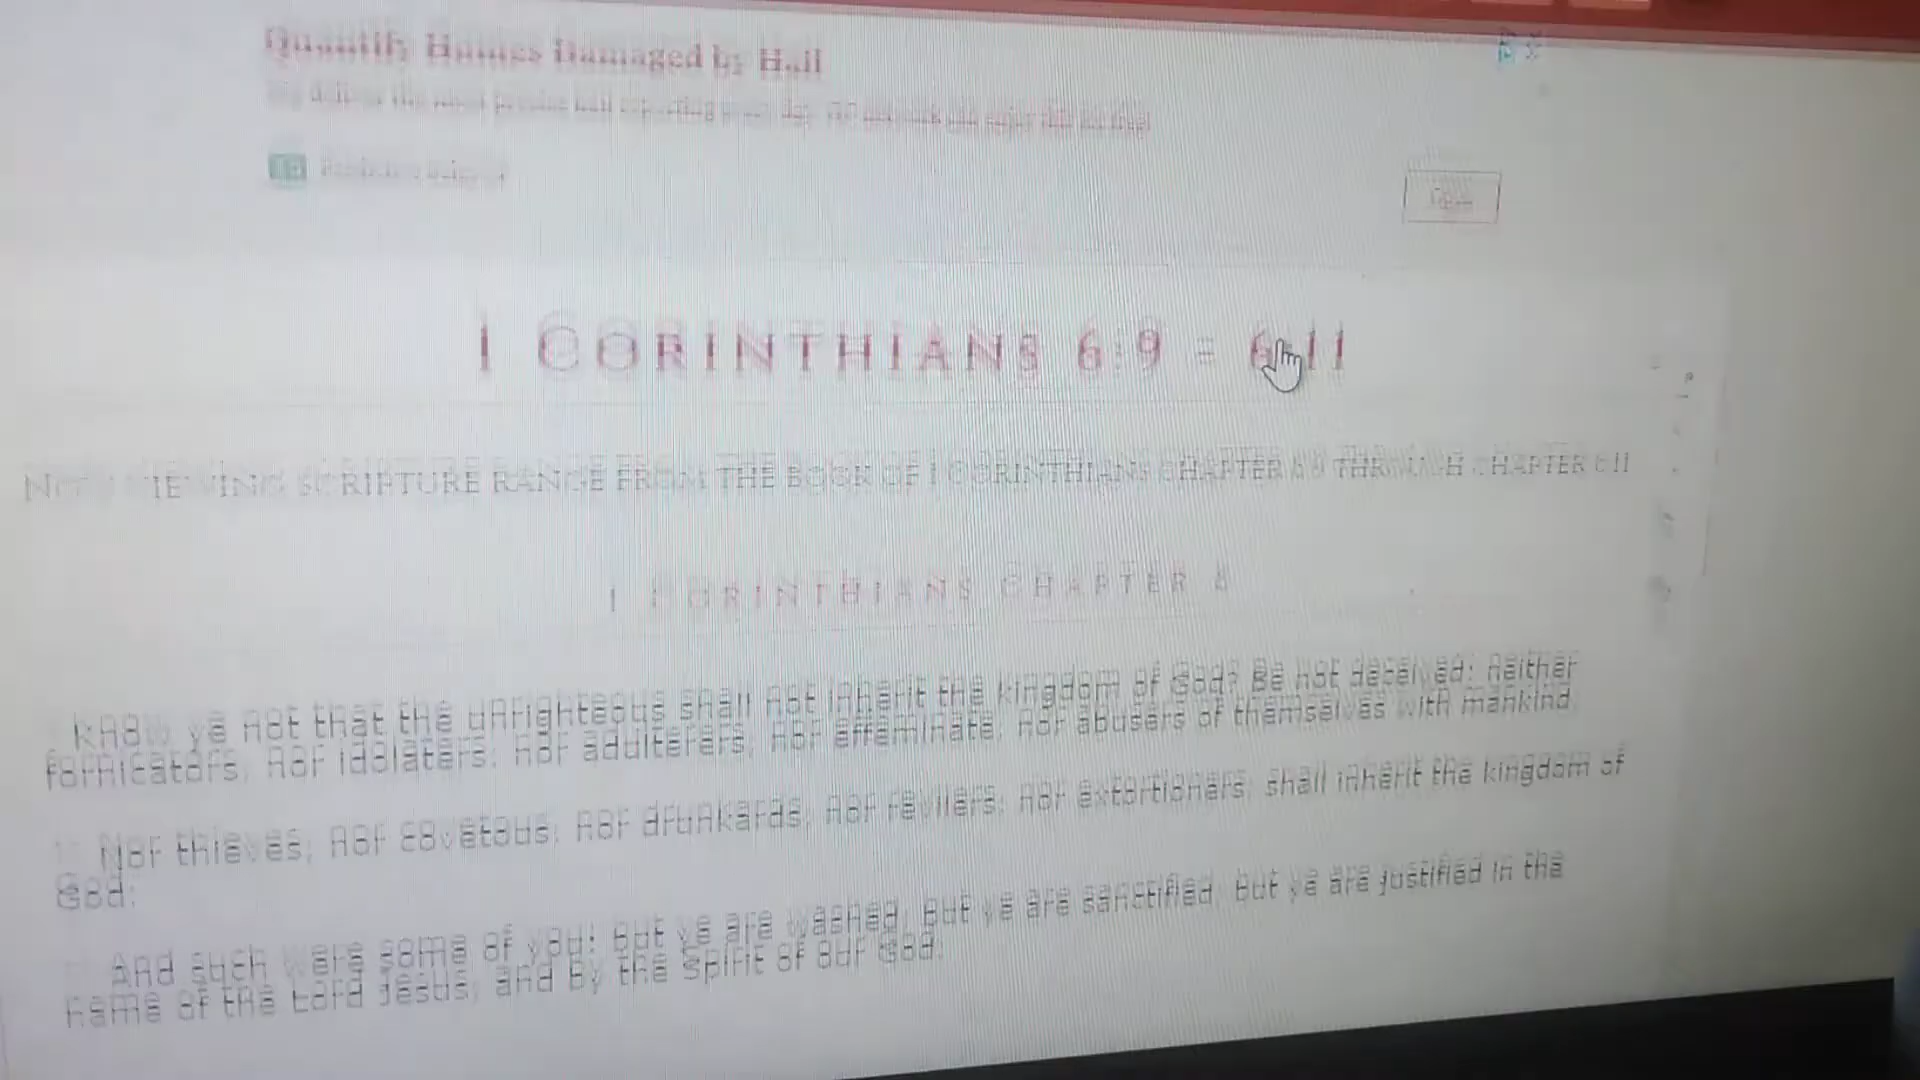 Quantify Homes Damaged by Hail
Open
1 CORINTHIANS 6:9 - 6:11
NOW VIEWING SCRIPTURE RANGE FROM THE BOOK OF 1 CORINTHIANS CHAPTER 6:9 THROUGH CHAPTER 6:11
1 CORINTHIANS CHAPTER 6
Know ye not that the unrighteous shall not inherit the kingdom of God? Be not deceived: neither
fornicators, nor idolaters, nor adulterers, nor effeminate, nor abusers of themselves with mankind,
Nor thieves, nor covetous, nor drunkards, nor revilers, nor extortioners, shall inherit the kingdom of
God.
And such were some of you: but ye are washed, but ye are sanctified, but ye are justified in the
name of the Lord Jesus, and by the Spirit of our God.